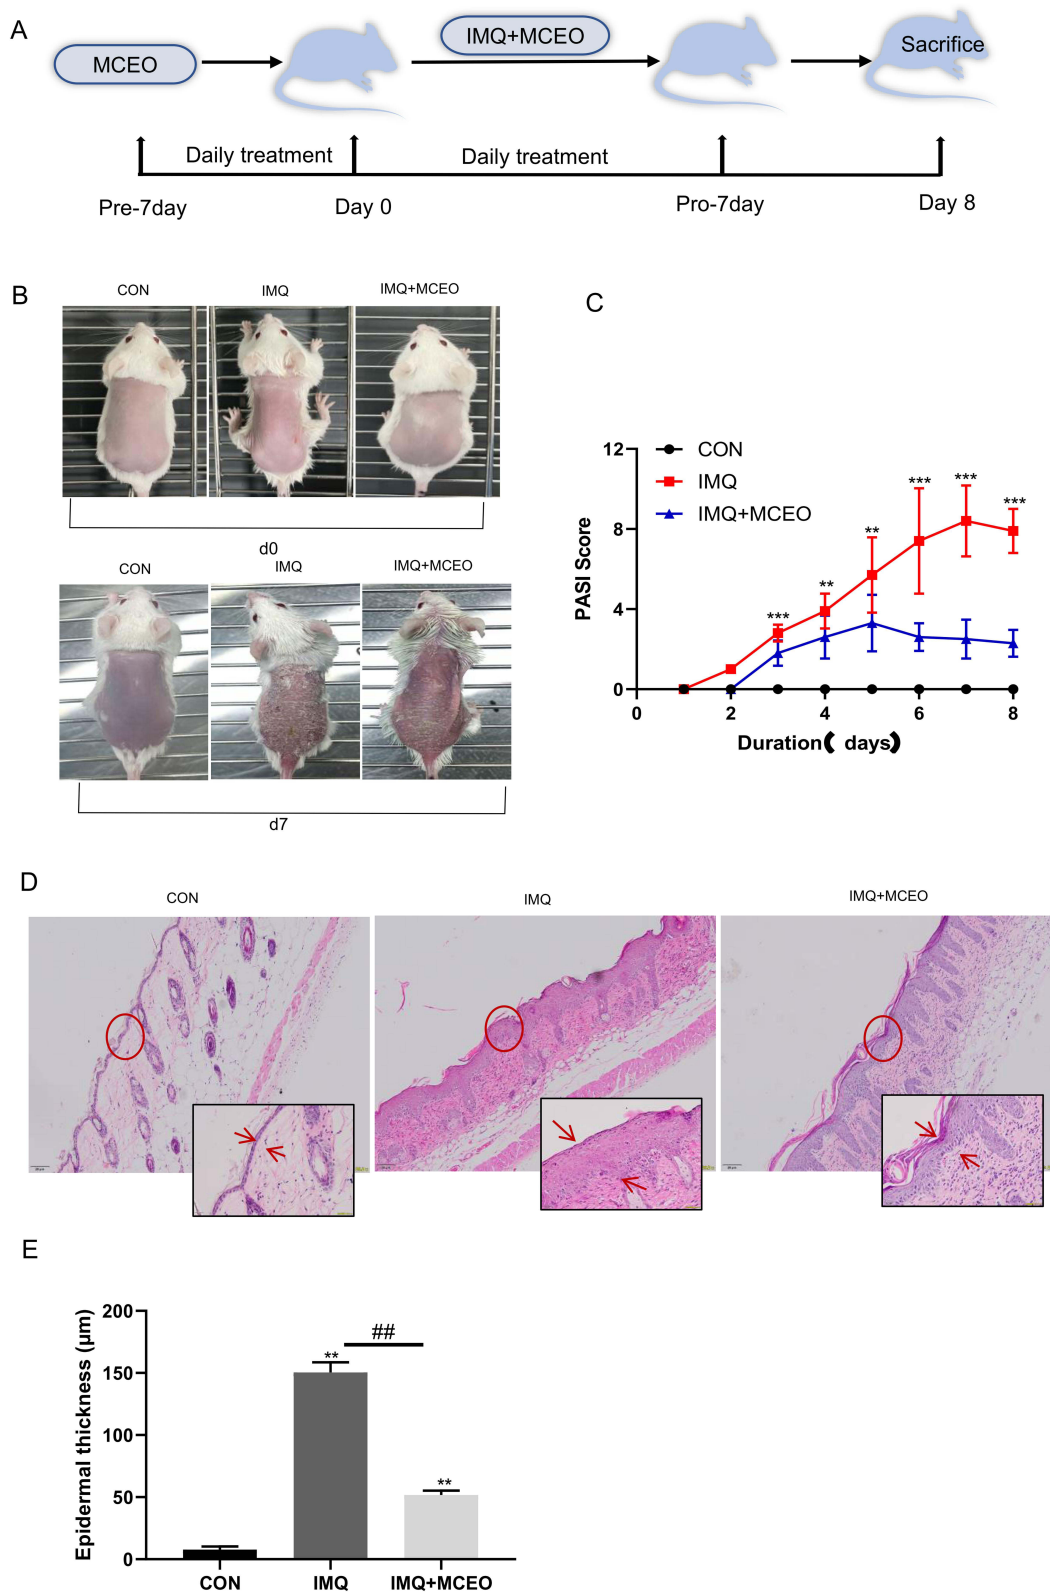 A
MCEO
IMQ+MCEO
Sacrifice
Daily treatment
Daily treatment
Pre-7day
Day 0
Pro-7day
Day 8
B
CON
IMQ
IMQ+MCEO
d0
CON
IMQ
IMQ+MCEO
d7
C
CON
IMQ
IMQ+MCEO
PASI Score
12
8
4
0
***
**
**
***
***
***
0
2
4
6
8
Duration( days)
D
CON
IMQ
IMQ+MCEO
E
Epidermal thickness (μm)
200
150
100
50
0
**
##
**
CON
IMQ
IMQ+MCEO